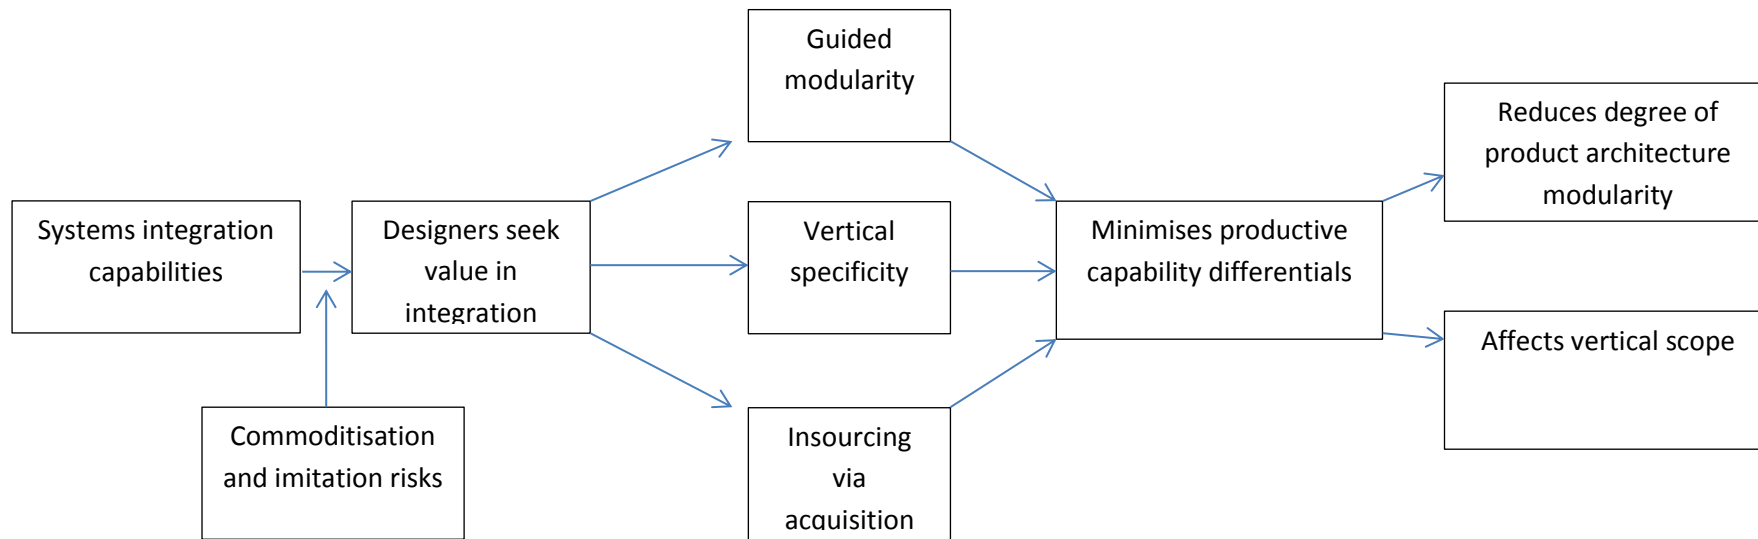 Systems integration
capabilities
Commoditisation
and imitation risks
Designers seek
value in
integration
Guided
modularity
Vertical
specificity
Insourcing
via
acquisition
Minimises productive
capability differentials
Reduces degree of
product architecture
modularity
Affects vertical scope